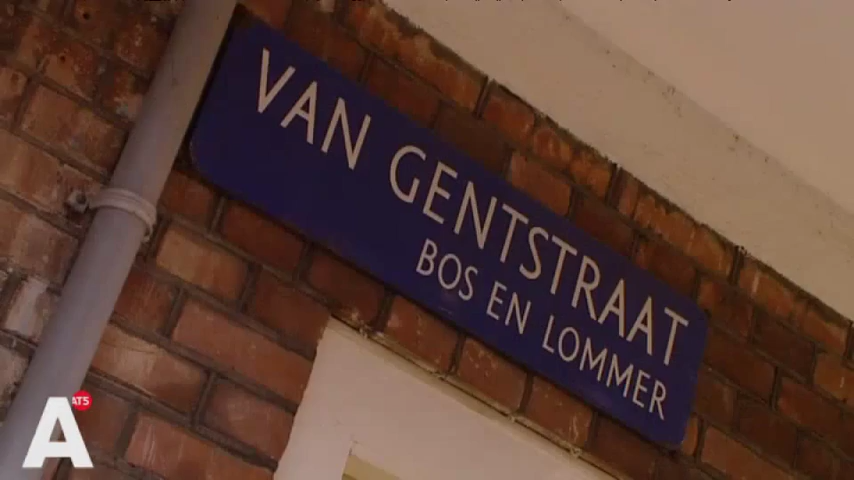 VAN GENTSTRAAT
BOS EN LOMMER
A
AT5